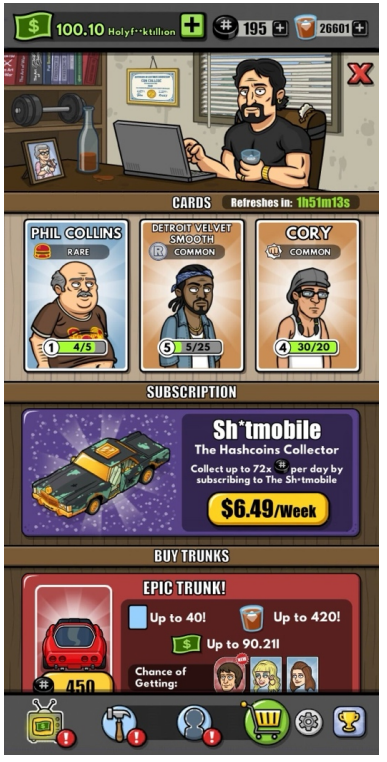 $ 100.10 Holyf**ktillion + # 195 + 26601 +
X
CARDS Refreshes in: 1h51m13s
PHIL COLLINS
RARE
1 4/5
DETROIT VELVET
SMOOTH
R COMMON
5 5/25
CORY
COMMON
4 30/20
SUBSCRIPTION
Sh*tmobile
The Hashcoins Collector
Collect up to 72x # per day by
subscribing to The Sh*tmobile
$6.49/Week
BUY TRUNKS
EPIC TRUNK!
Up to 40! Up to 420!
$ Up to 90.21!
Chance of
Getting:
NEW
# 450
$ ! ! !